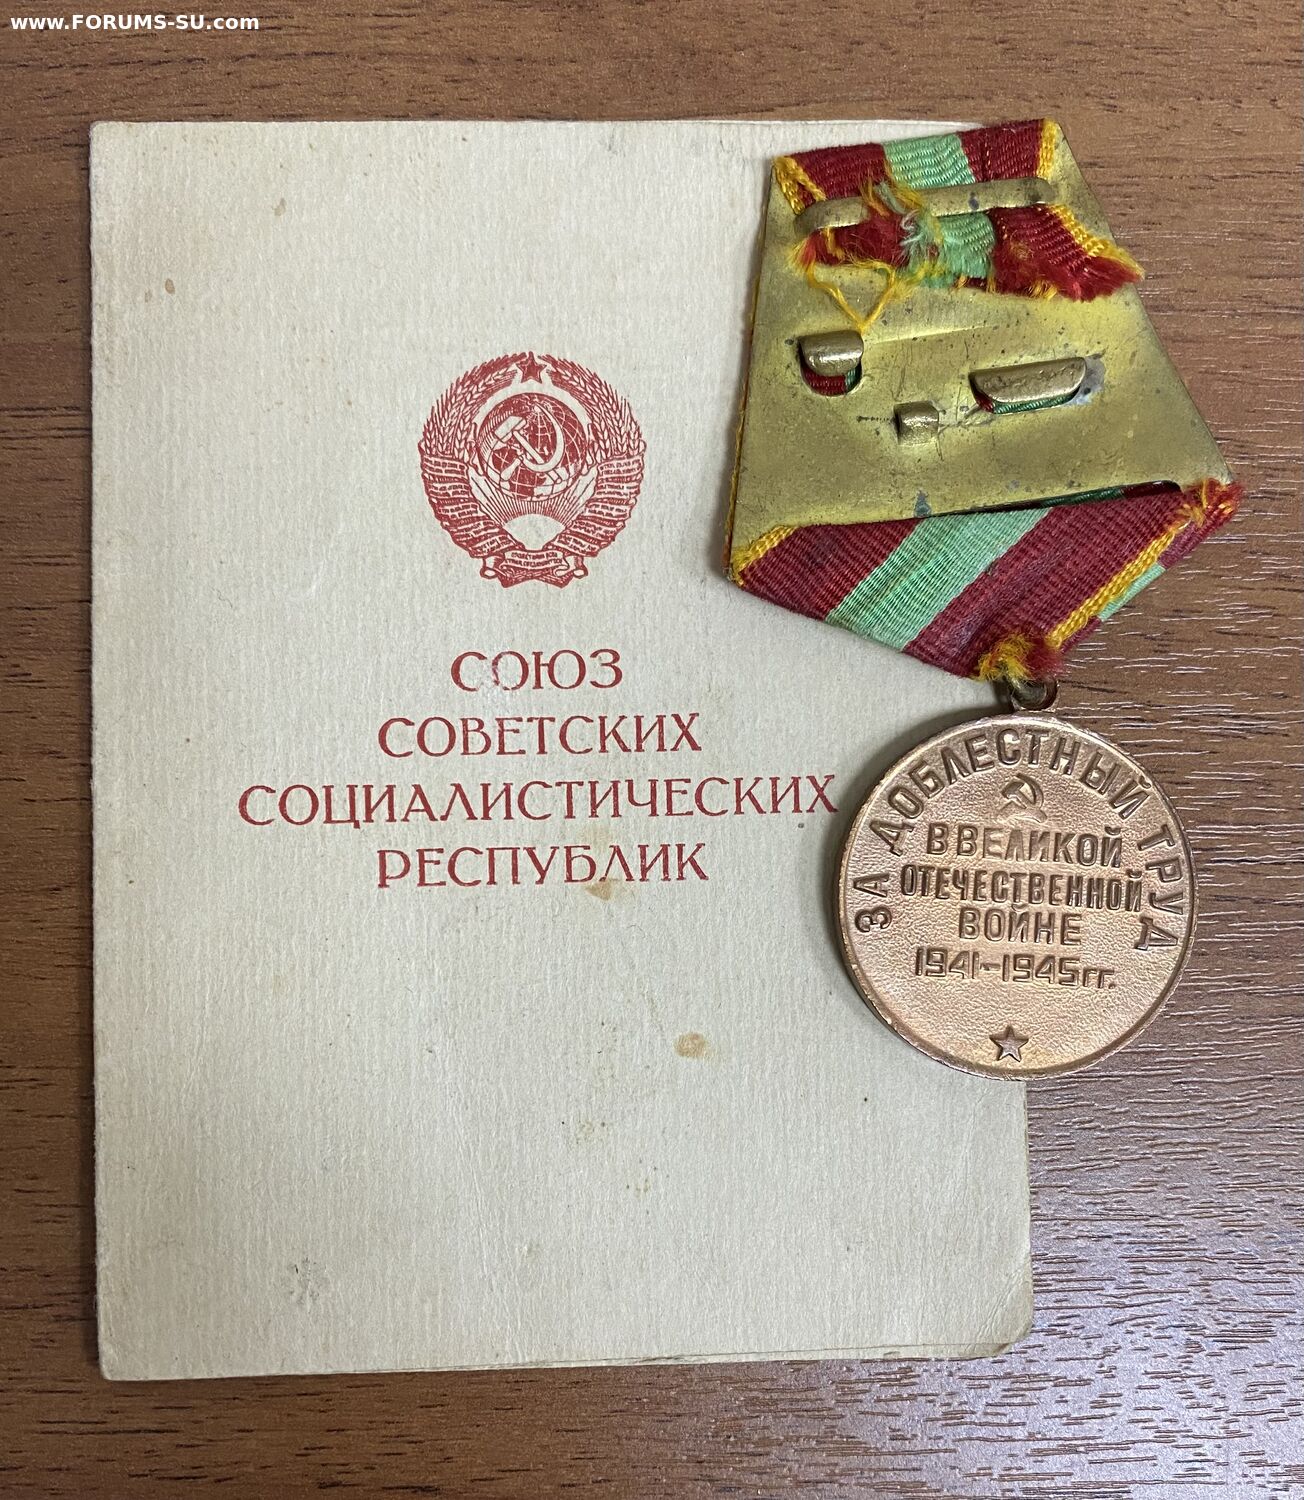 www.FORUMS-SU.com
СОЮЗ
СОВЕТСКИХ
СОЦИАЛИСТИЧЕСКИХ
РЕСПУБЛИК
ЗА ДОБЛЕСТНЫЙ ТРУД
В ВЕЛИКОЙ
ОТЕЧЕСТВЕННОЙ
ВОЙНЕ
1941-1945гг.